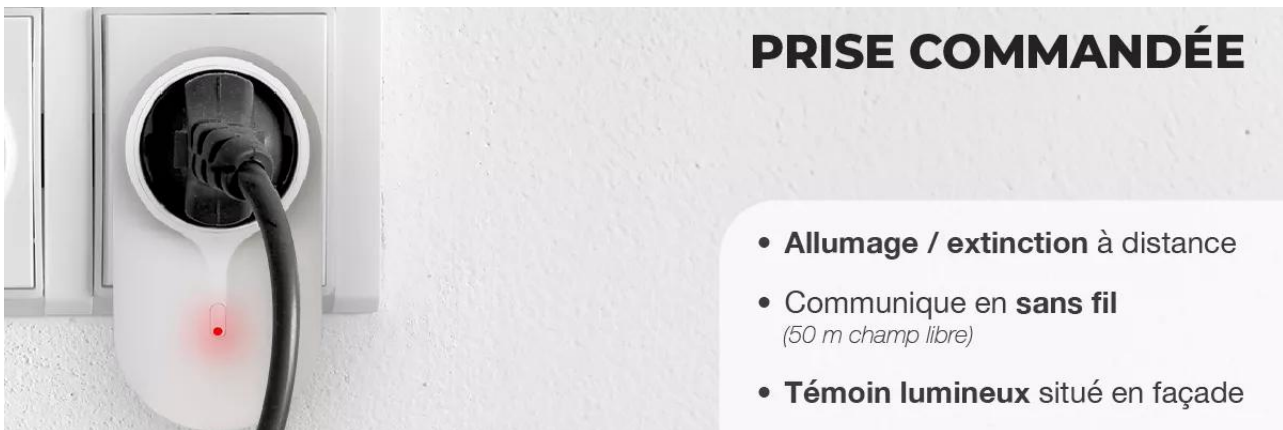 PRISE COMMANDÉE
• Allumage / extinction à distance
• Communique en sans fil
(50 m champ libre)
• Témoin lumineux situé en façade